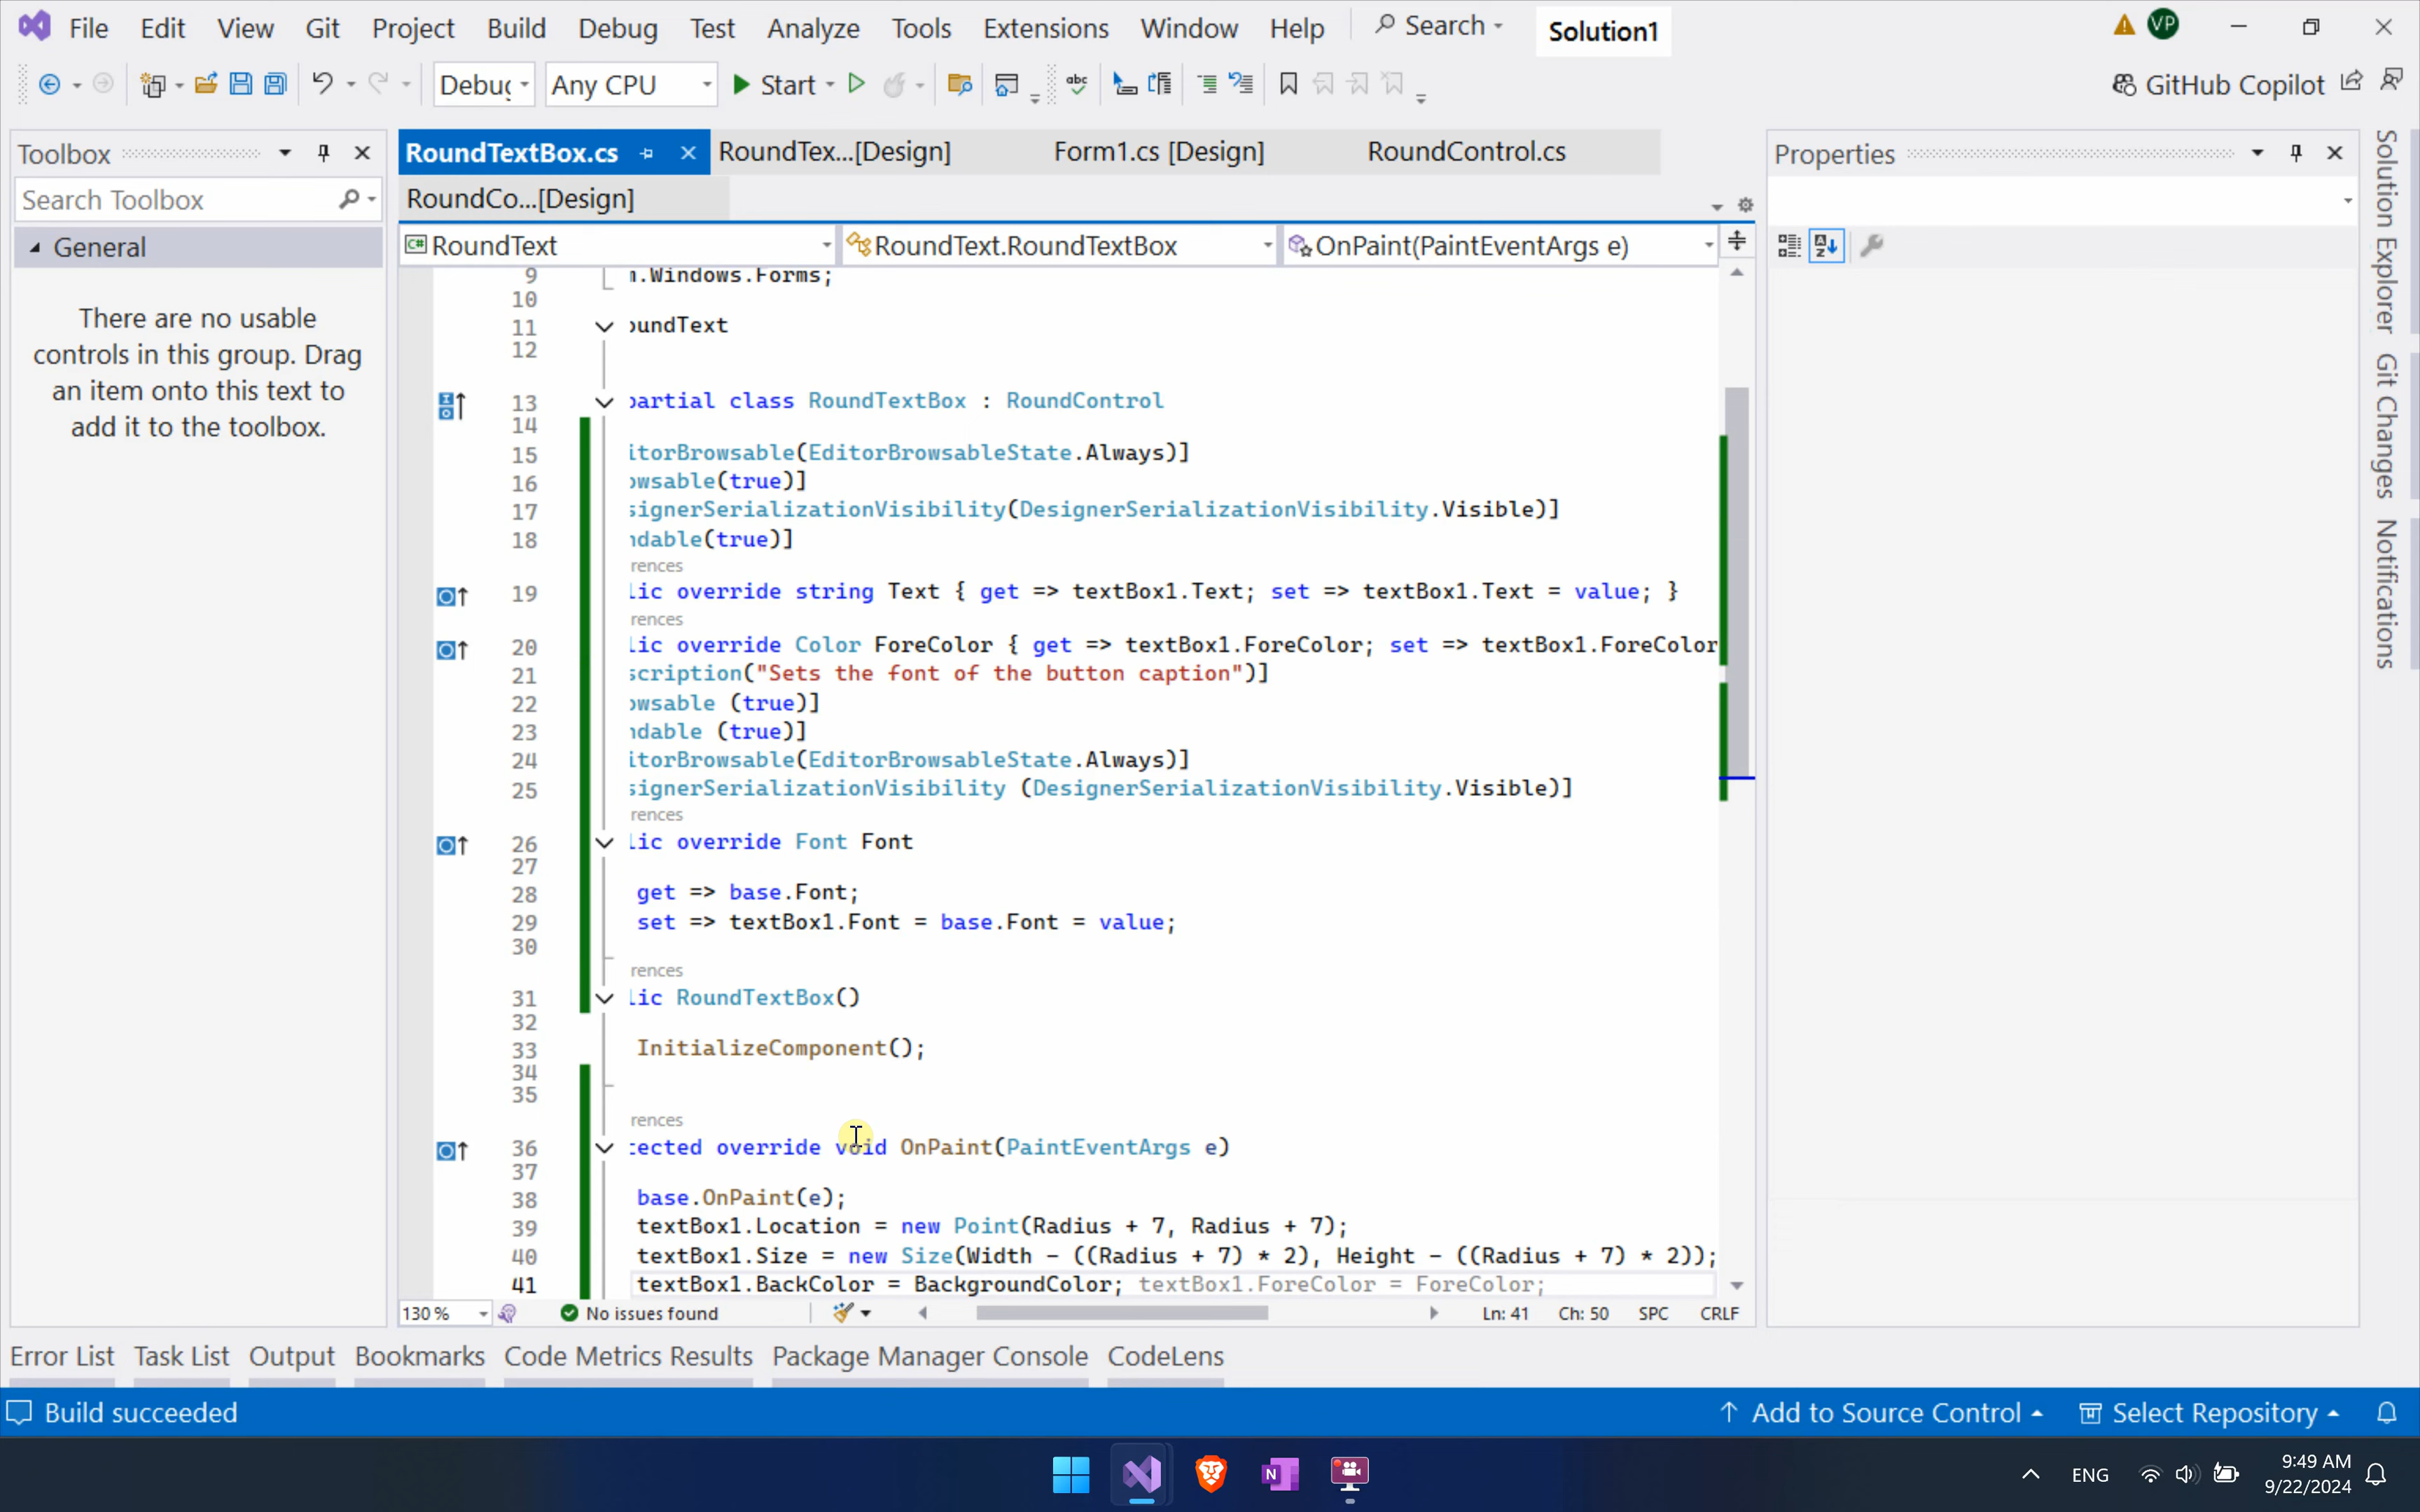 File Edit View Git Project Build Debug Test Analyze Tools Extensions Window Help Search Solution1 VP
Debug Any CPU Start abc GitHub Copilot
Toolbox
Search Toolbox
General
There are no usable
controls in this group. Drag
an item onto this text to
add it to the toolbox.
RoundTextBox.cs RoundTex...[Design] Form1.cs [Design] RoundControl.cs
RoundCo...[Design]
RoundText RoundText.RoundTextBox OnPaint(PaintEventArgs e)
9 .Windows.Forms;
10
11 oundText
12
13 partial class RoundTextBox : RoundControl
14
15 itorBrowsable(EditorBrowsableState.Always)]
16 owsable(true)]
17 signerSerializationVisibility(DesignerSerializationVisibility.Visible)]
18 ndable(true)]
rences
19 lic override string Text { get => textBox1.Text; set => textBox1.Text = value; }
rences
20 lic override Color ForeColor { get => textBox1.ForeColor; set => textBox1.ForeColor
21 scription("Sets the font of the button caption")]
22 owsable (true)]
23 ndable (true)]
24 itorBrowsable(EditorBrowsableState.Always)]
25 signerSerializationVisibility (DesignerSerializationVisibility.Visible)]
rences
26 lic override Font Font
27
28 get => base.Font;
29 set => textBox1.Font = base.Font = value;
30
rences
31 lic RoundTextBox()
32
33 InitializeComponent();
34
35
rences
36 tected override void OnPaint(PaintEventArgs e)
37
38 base.OnPaint(e);
39 textBox1.Location = new Point(Radius + 7, Radius + 7);
40 textBox1.Size = new Size(Width - ((Radius + 7) * 2), Height - ((Radius + 7) * 2));
41 textBox1.BackColor = BackgroundColor; textBox1.ForeColor = ForeColor;
130 % No issues found Ln: 41 Ch: 50 SPC CRLF
Properties
Solution Explorer
Git Changes
Notifications
Error List Task List Output Bookmarks Code Metrics Results Package Manager Console CodeLens
Build succeeded Add to Source Control Select Repository
ENG 9:49 AM
9/22/2024